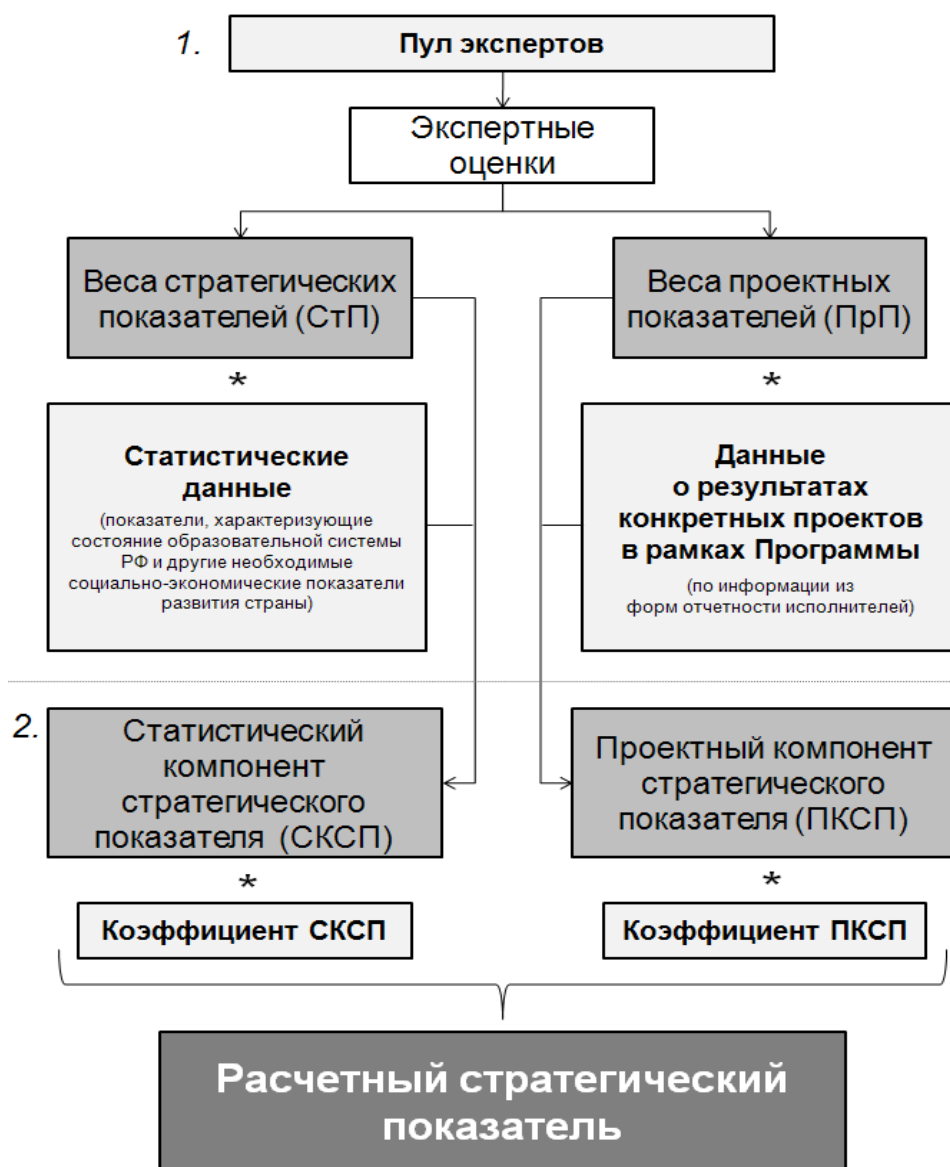 1.
Пул экспертов
Экспертные
оценки
Веса стратегических
показателей (СтП)
*
Статистические
данные
(показатели, характеризующие
состояние образовательной системы
РФ и другие необходимые
социально-экономические показатели
развития страны)
Веса проектных
показателей (ПрП)
*
Данные
о результатах
конкретных проектов
в рамках Программы
(по информации из
форм отчетности исполнителей)
2.
Статистический
компонент
стратегического
показателя (СКСП)
*
Коэффициент СКСП
Проектный компонент
стратегического
показателя (ПКСП)
*
Коэффициент ПКСП
Расчетный стратегический
показатель